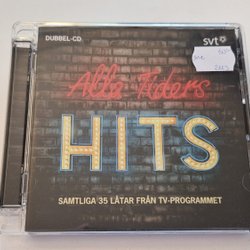 DUBBEL-CD
svt
Alla Tiders
HITS
SAMTLIGA 35 LÅTAR FRÅN TV-PROGRAMMET